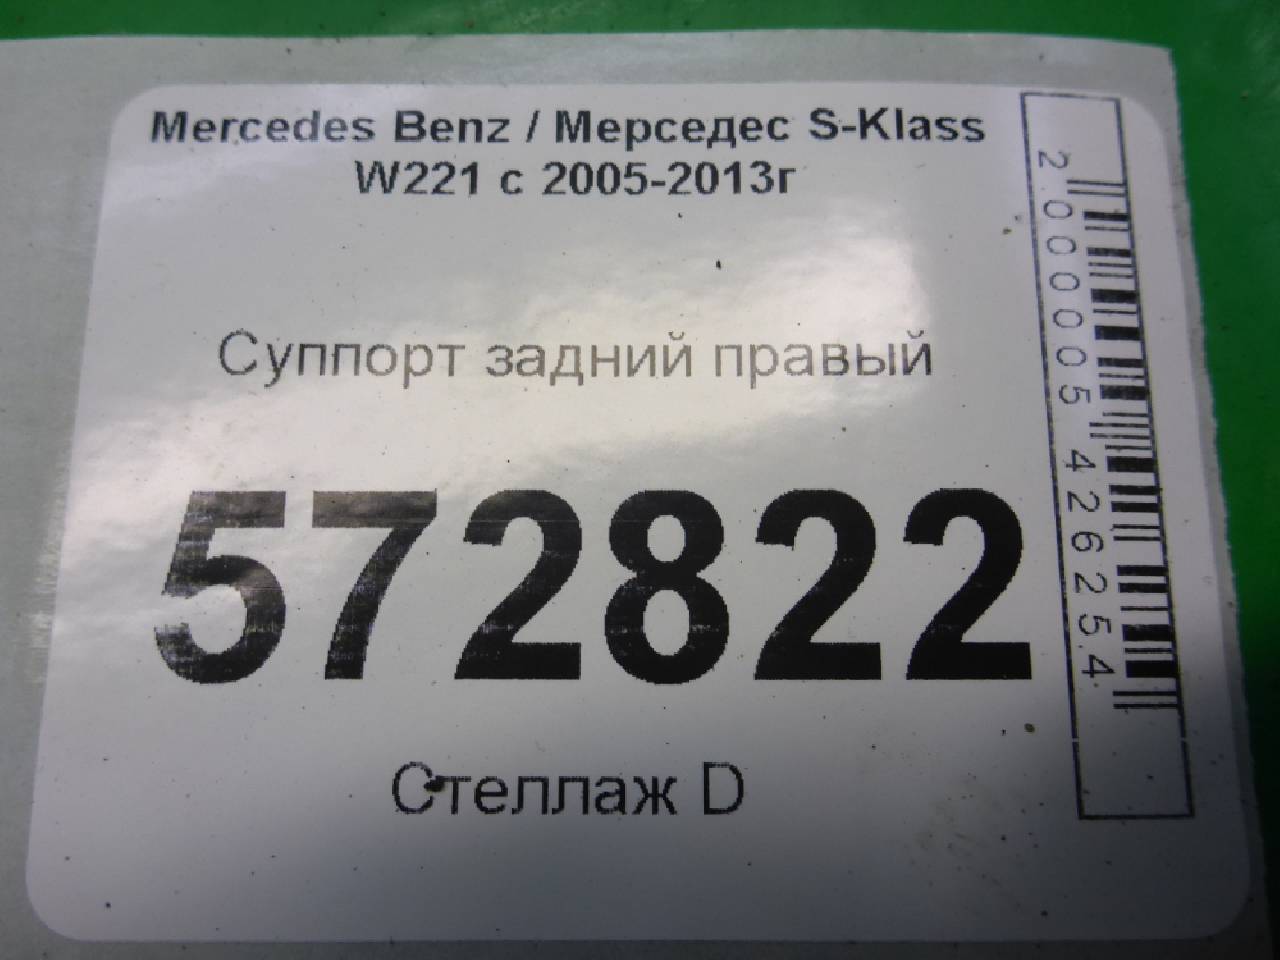 Mercedes Benz / Мерседес S-Klass
W221 с 2005-2013г
Суппорт задний правый
572822
Стеллаж D
2000005426254